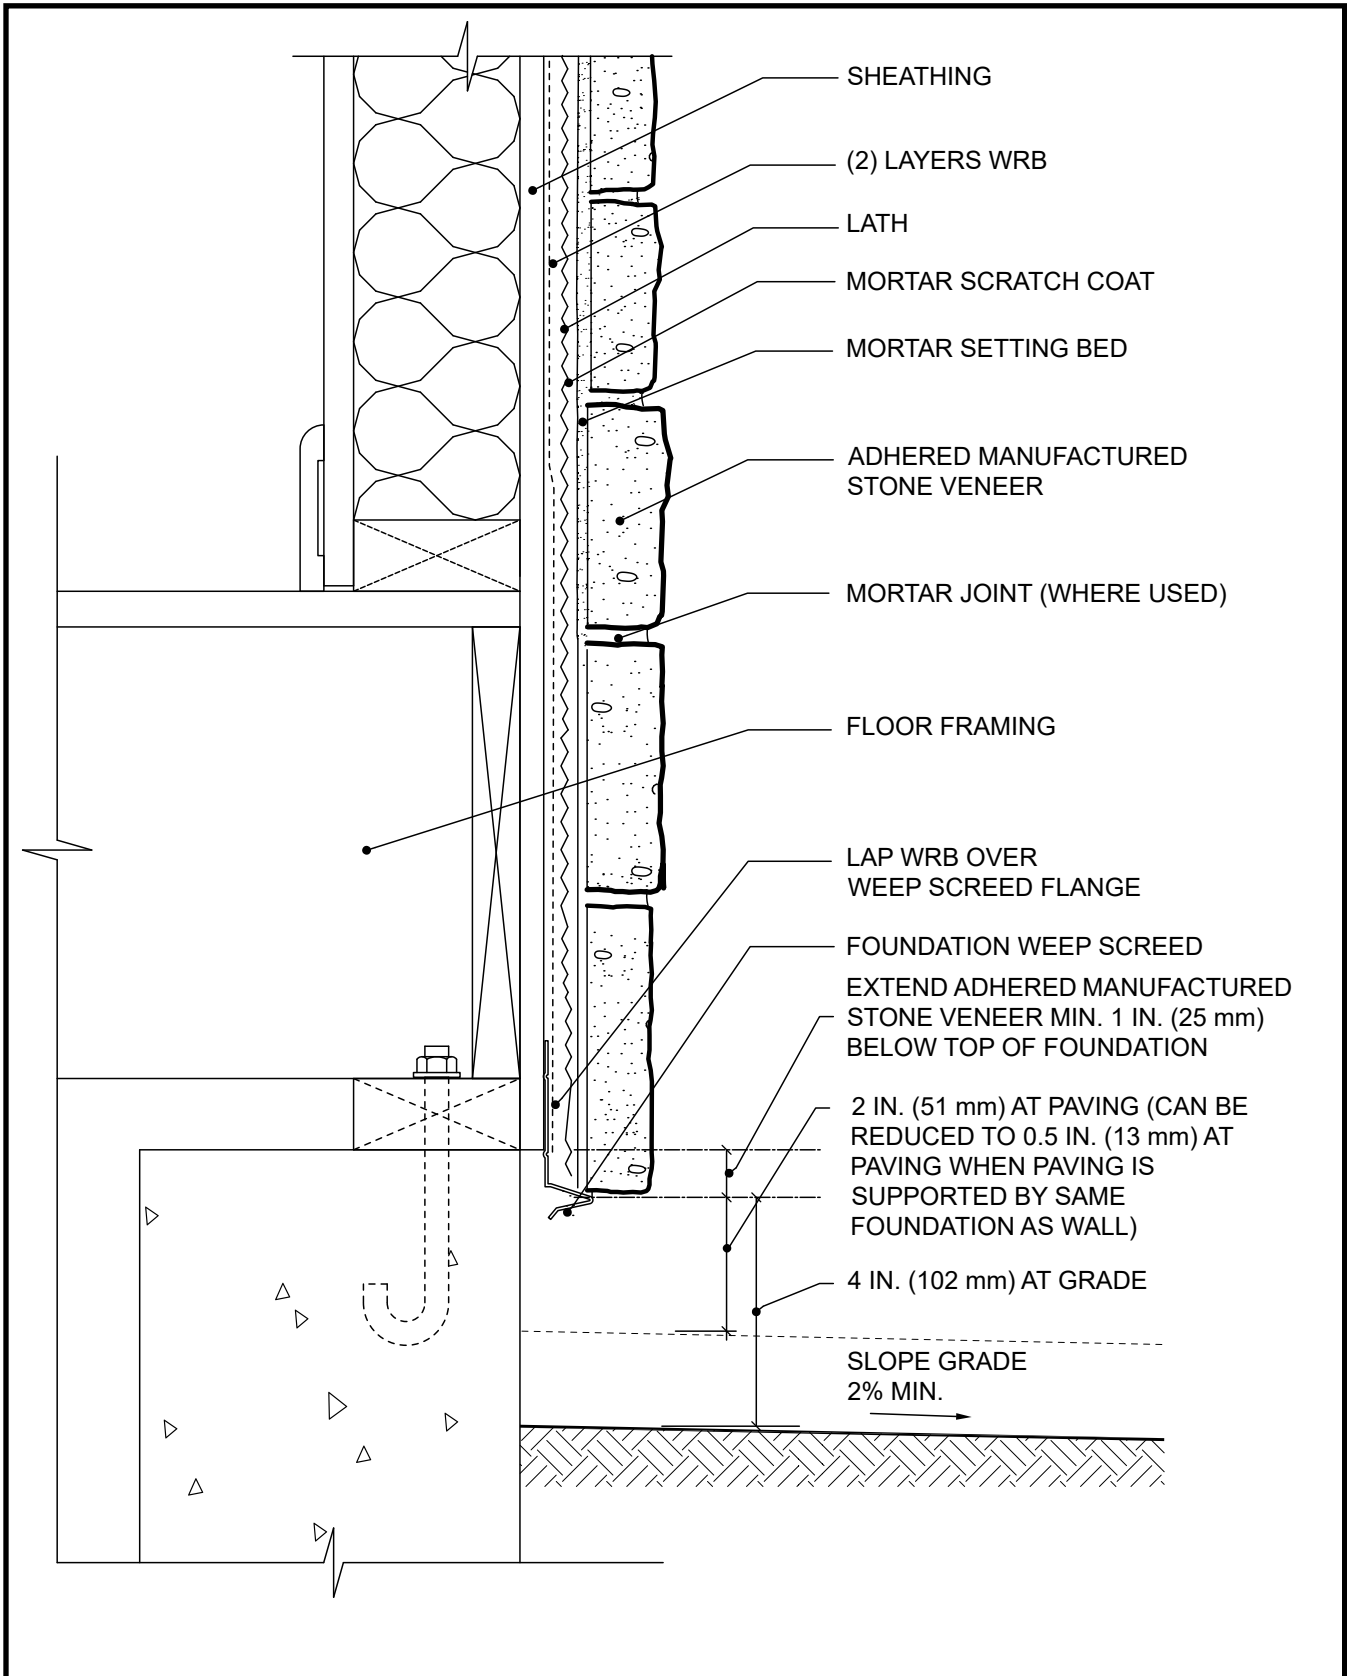 SHEATHING
(2) LAYERS WRB
LATH
MORTAR SCRATCH COAT
MORTAR SETTING BED
ADHERED MANUFACTURED
STONE VENEER
MORTAR JOINT (WHERE USED)
FLOOR FRAMING
LAP WRB OVER
WEEP SCREED FLANGE
FOUNDATION WEEP SCREED
EXTEND ADHERED MANUFACTURED
STONE VENEER MIN. 1 IN. (25 mm)
BELOW TOP OF FOUNDATION
2 IN. (51 mm) AT PAVING (CAN BE
REDUCED TO 0.5 IN. (13 mm) AT
PAVING WHEN PAVING IS
SUPPORTED BY SAME
FOUNDATION AS WALL)
4 IN. (102 mm) AT GRADE
SLOPE GRADE
2% MIN.